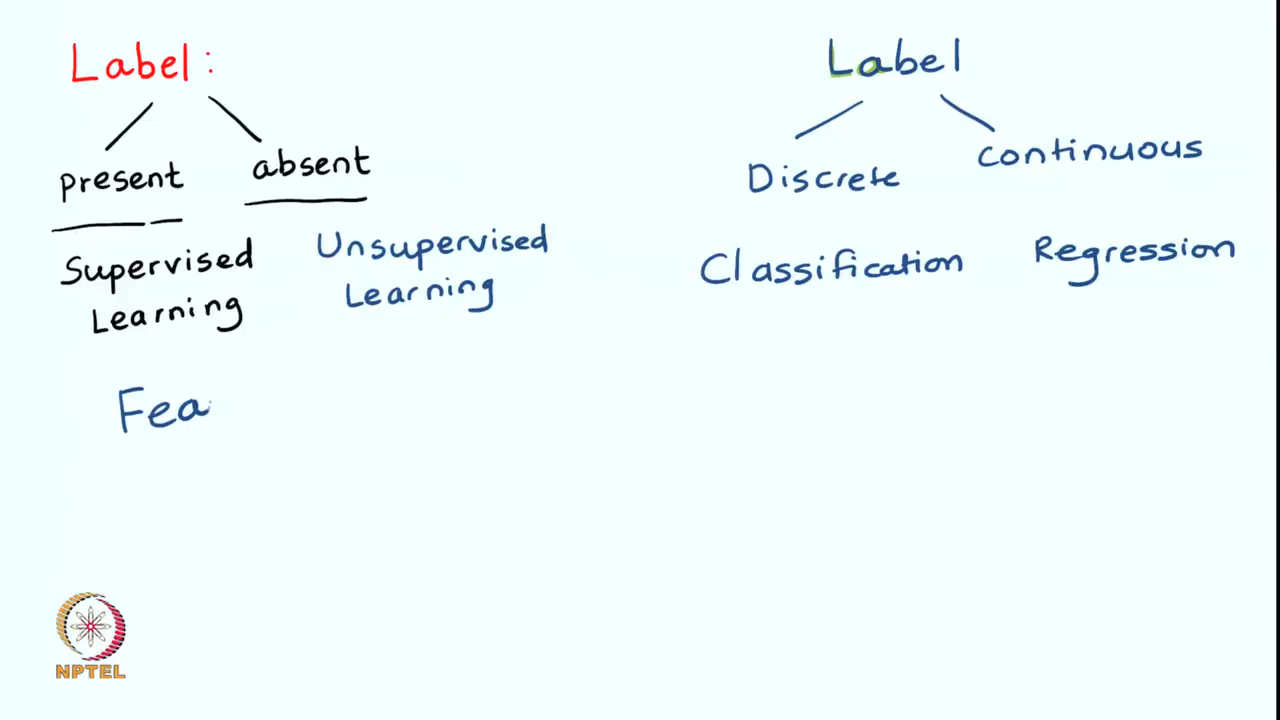 Label:
present absent
Supervised Learning
Unsupervised Learning
Label
Discrete continuous
Classification Regression
Fea
NPTEL